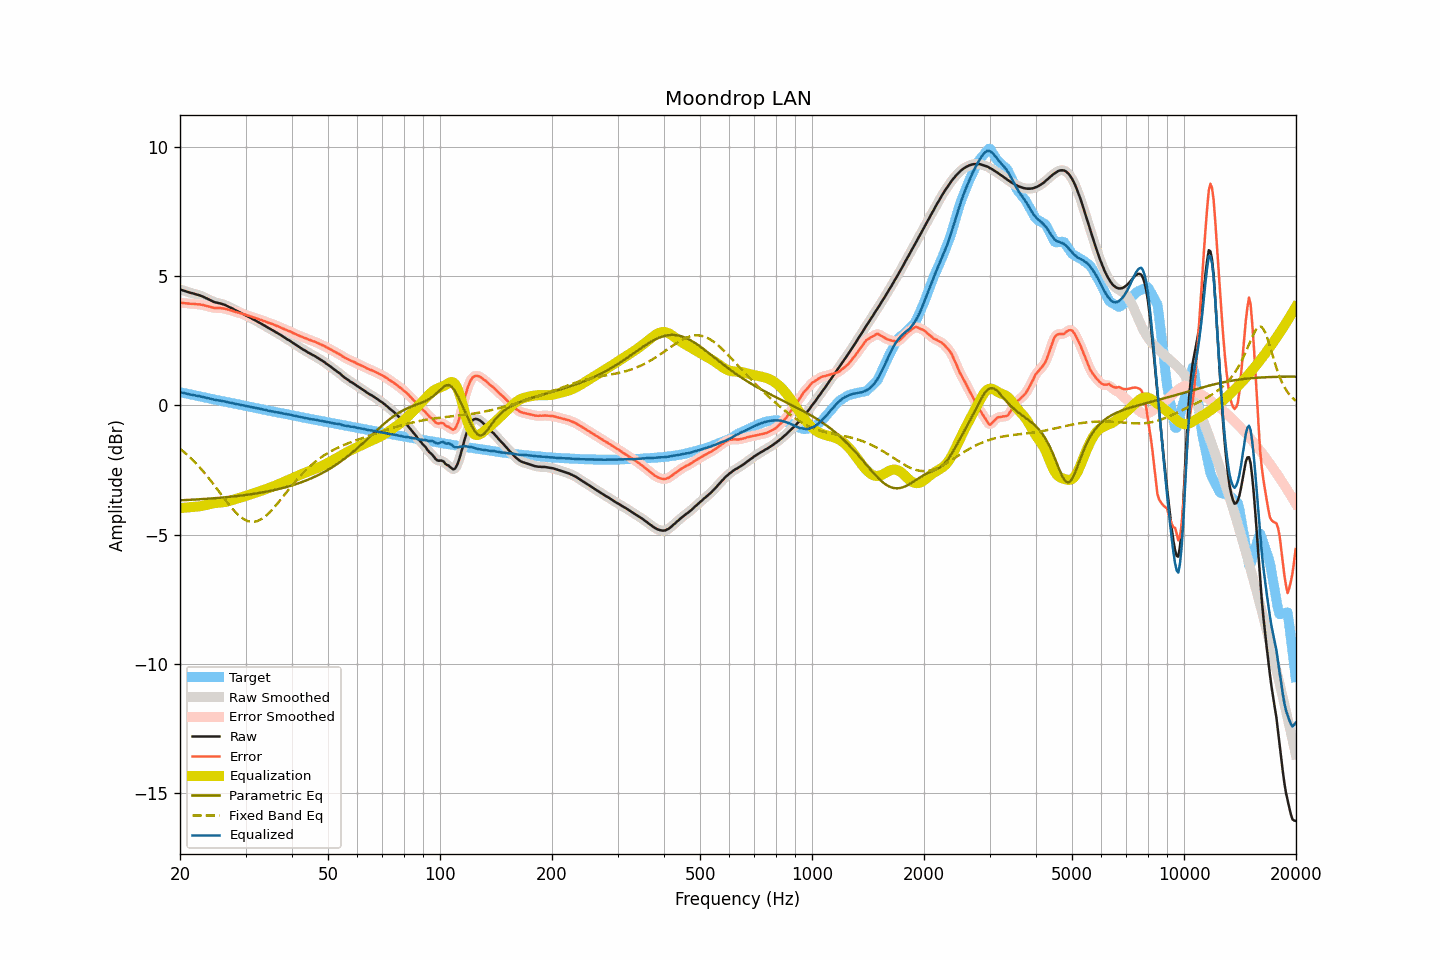 Moondrop LAN
10
5
0
−5
−10
−15
Amplitude (dBr)
Target
Raw Smoothed
Error Smoothed
Raw
Error
Equalization
Parametric Eq
Fixed Band Eq
Equalized
20 50 100 200 500 1000 2000 5000 10000 20000
Frequency (Hz)